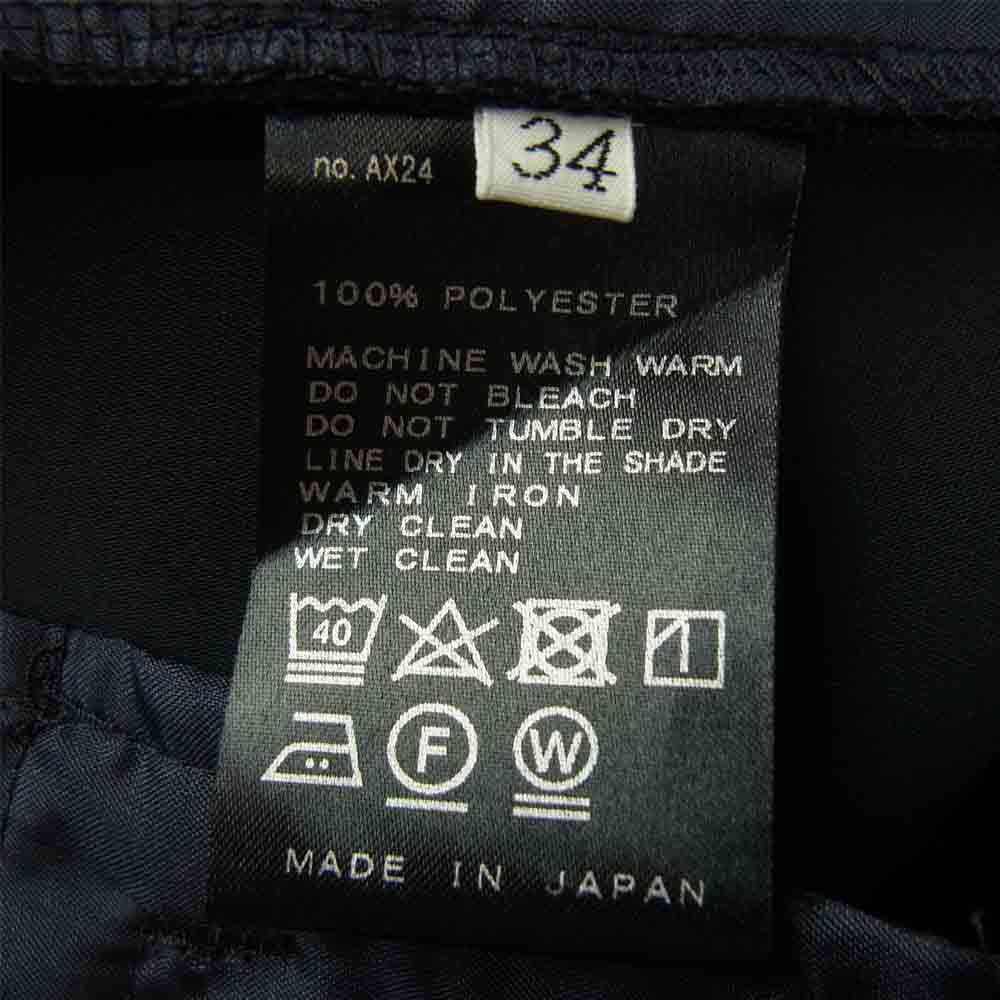 no. AX24 34
100% POLYESTER
MACHINE WASH WARM
DO NOT BLEACH
DO NOT TUMBLE DRY
LINE DRY IN THE SHADE
WARM IRON
DRY CLEAN
WET CLEAN
40
F W
MADE IN JAPAN